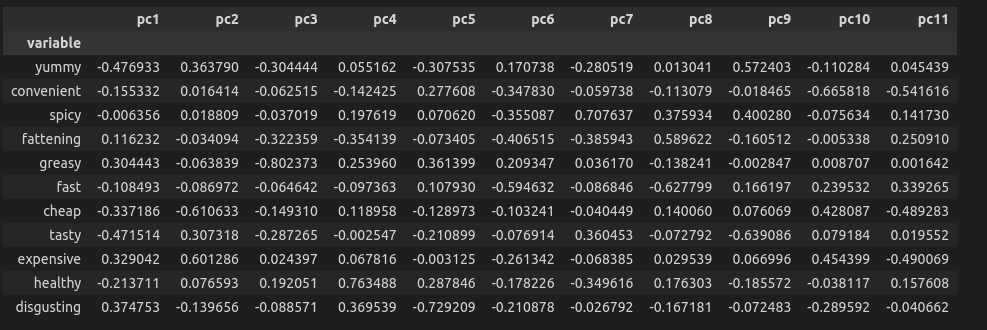 pc1 pc2 pc3 pc4 pc5 pc6 pc7 pc8 pc9 pc10 pc11
variable
yummy -0.476933 0.363790 -0.304444 0.055162 -0.307535 0.170738 -0.280519 0.013041 0.572403 -0.110284 0.045439
convenient -0.155332 0.016414 -0.062515 -0.142425 0.277608 -0.347830 -0.059738 -0.113079 -0.018465 -0.665818 -0.541616
spicy -0.006356 0.018809 -0.037019 0.197619 0.070620 -0.355087 0.707637 0.375934 0.400280 -0.075634 0.141730
fattening 0.116232 -0.034094 -0.322359 -0.354139 -0.073405 -0.406515 -0.385943 0.589622 -0.160512 -0.005338 0.250910
greasy 0.304443 -0.063839 -0.802373 0.253960 0.361399 0.209347 0.036170 -0.138241 -0.002847 0.008707 0.001642
fast -0.108493 -0.086972 -0.064642 -0.097363 0.107930 -0.594632 -0.086846 -0.627799 0.166197 0.239532 0.339265
cheap -0.337186 -0.610633 -0.149310 0.118958 -0.128973 -0.103241 -0.040449 0.140060 0.076069 0.428087 -0.489283
tasty -0.471514 0.307318 -0.287265 -0.002547 -0.210899 -0.076914 0.360453 -0.072792 -0.639086 0.079184 0.019552
expensive 0.329042 0.601286 0.024397 0.067816 -0.003125 -0.261342 -0.068385 0.029539 0.066996 0.454399 -0.490069
healthy -0.213711 0.076593 0.192051 0.763488 0.287846 -0.178226 -0.349616 0.176303 -0.185572 -0.038117 0.157608
disgusting 0.374753 -0.139656 -0.088571 0.369539 -0.729209 -0.210878 -0.026792 -0.167181 -0.072483 -0.289592 -0.040662